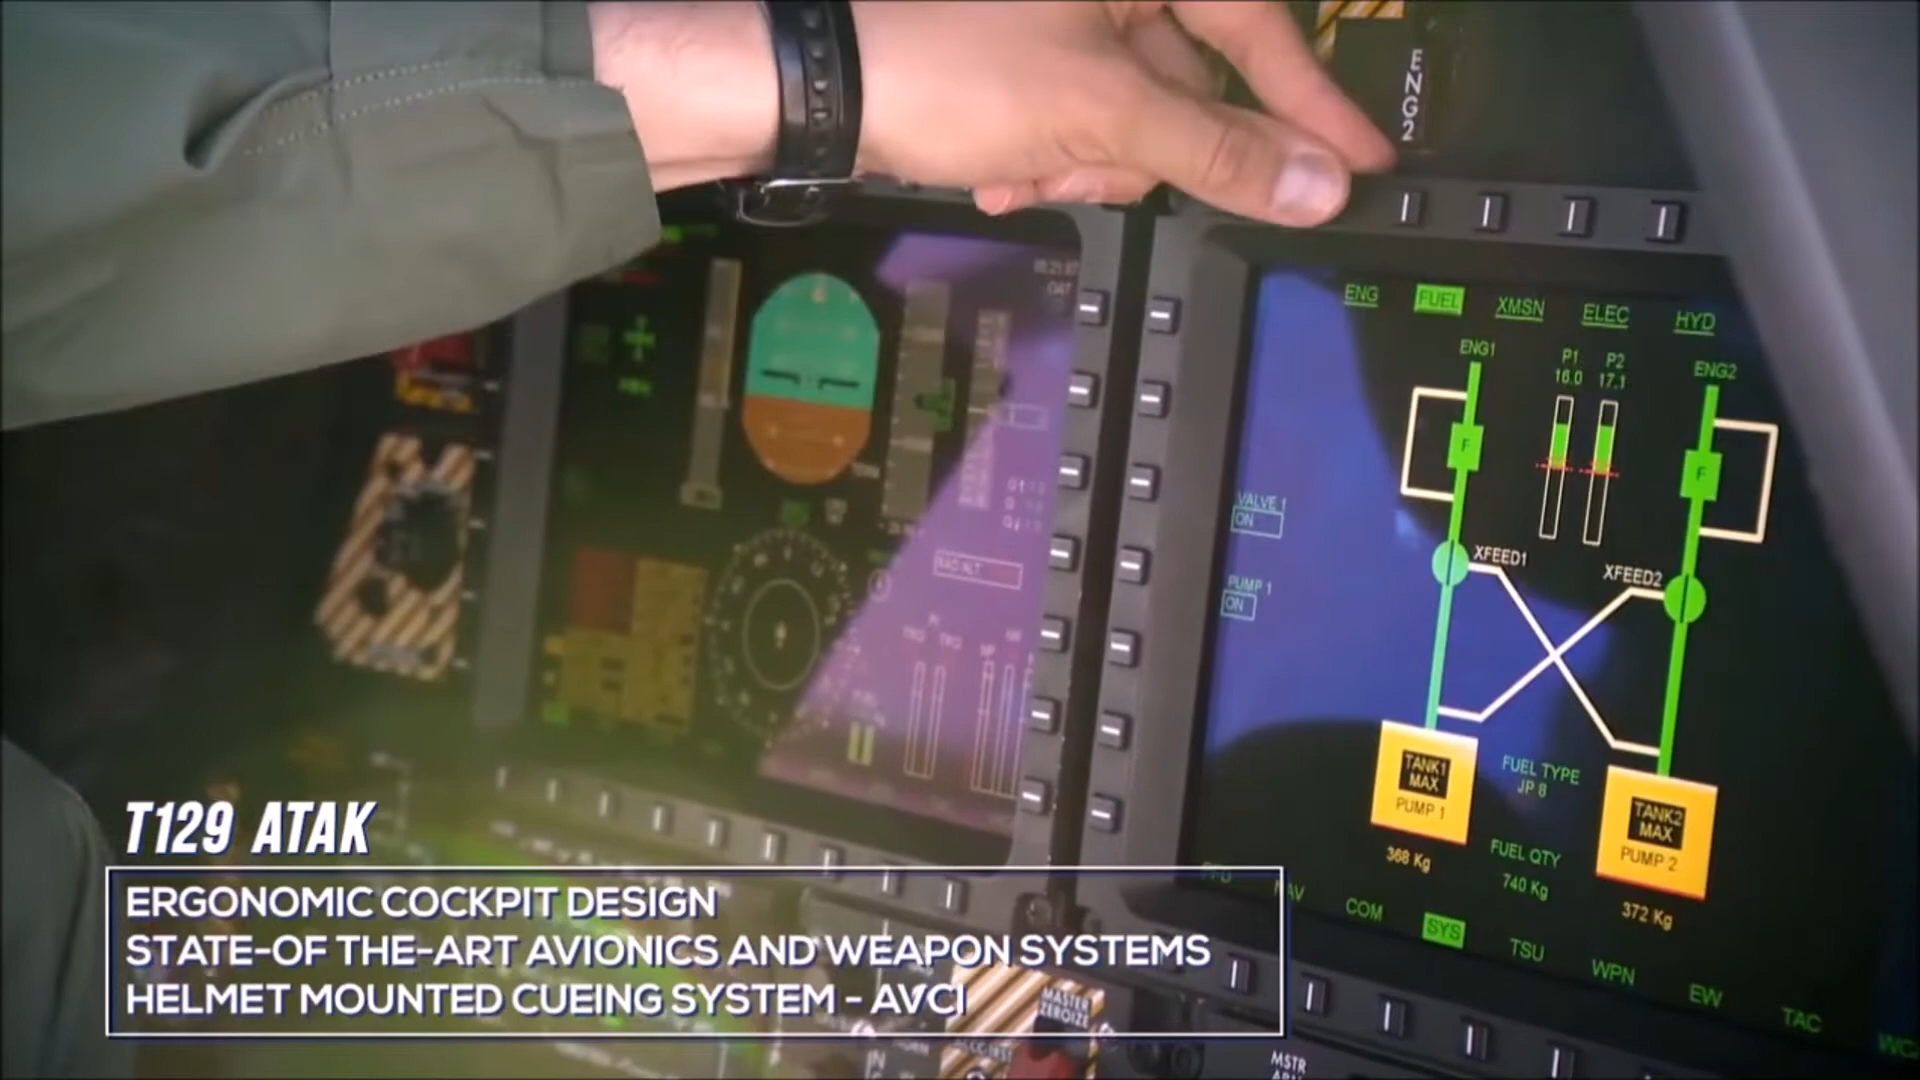 ENG2
ENG FUEL XMSN ELEC HYD
ENG1
P1 P2
16.0 17.1
ENG2
F
F
VALVE 1
ON
XFEED1
XFEED2
PUMP 1
ON
RAD ALT
TRQ TRQ
TANK1
MAX
PUMP 1
368 Kg
FUEL TYPE
JP 8
FUEL QTY
740 Kg
TANK2
MAX
PUMP 2
372 Kg
COM SYS TSU WPN EW TAC
T129 ATAK
ERGONOMIC COCKPIT DESIGN
STATE-OF THE-ART AVIONICS AND WEAPON SYSTEMS
HELMET MOUNTED CUEING SYSTEM - AVCI
MASTER
ZEROIZE
MSTR